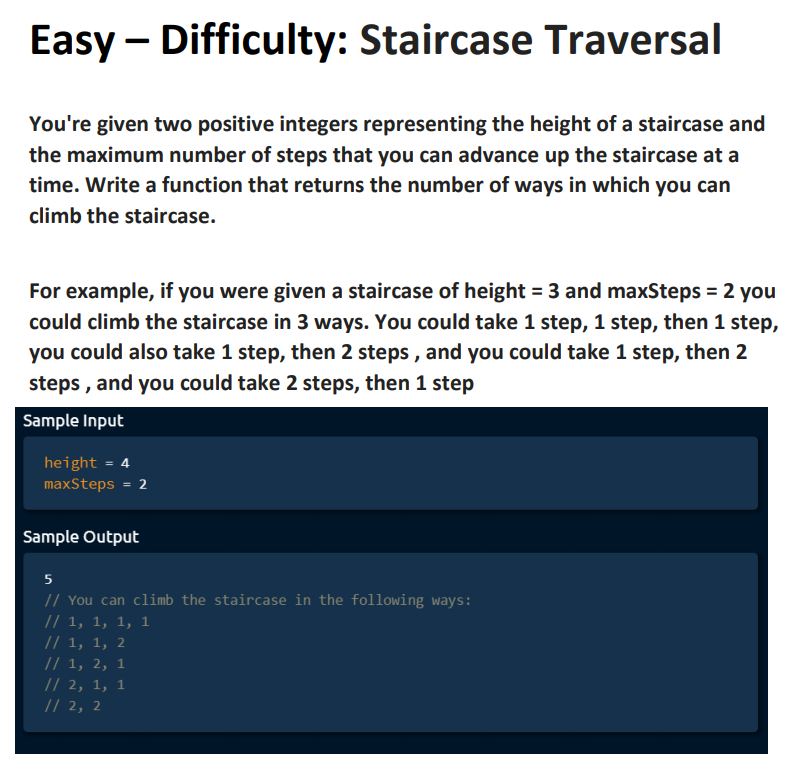 Easy – Difficulty: Staircase Traversal
You're given two positive integers representing the height of a staircase and
the maximum number of steps that you can advance up the staircase at a
time. Write a function that returns the number of ways in which you can
climb the staircase.
For example, if you were given a staircase of height = 3 and maxSteps = 2 you
could climb the staircase in 3 ways. You could take 1 step, 1 step, then 1 step,
you could also take 1 step, then 2 steps , and you could take 1 step, then 2
steps , and you could take 2 steps, then 1 step
Sample Input
height = 4
maxSteps = 2
Sample Output
5
// You can climb the staircase in the following ways:
// 1, 1, 1, 1
// 1, 1, 2
// 1, 2, 1
// 2, 1, 1
// 2, 2